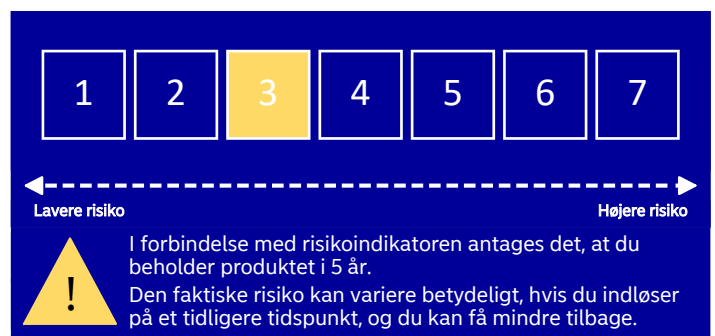 1 2 3 4 5 6 7
Lavere risiko Højere risiko
I forbindelse med risikoindikatoren antages det, at du
beholder produktet i 5 år.
!
Den faktiske risiko kan variere betydeligt, hvis du indløser
på et tidligere tidspunkt, og du kan få mindre tilbage.